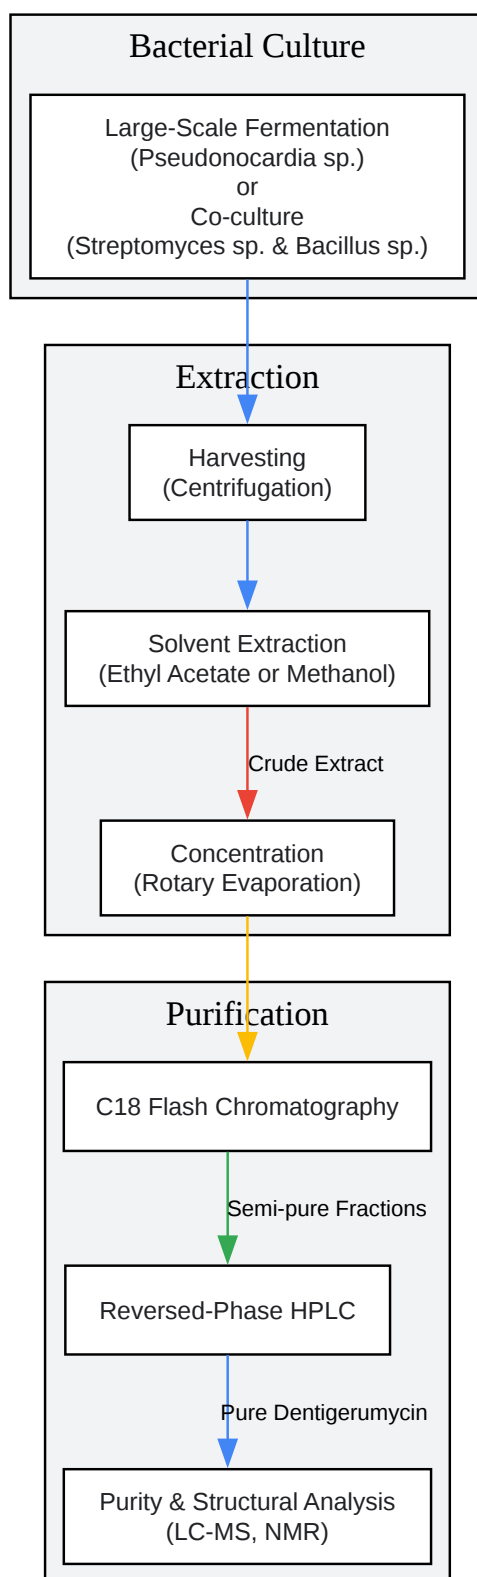 Bacterial Culture
Large-Scale Fermentation
(Pseudonocardia sp.)
or
Co-culture
(Streptomyces sp. & Bacillus sp.)
Extraction
Harvesting
(Centrifugation)
Solvent Extraction
(Ethyl Acetate or Methanol)
Crude Extract
Concentration
(Rotary Evaporation)
Purification
C18 Flash Chromatography
Semi-pure Fractions
Reversed-Phase HPLC
Pure Dentigerumycin
Purity & Structural Analysis
(LC-MS, NMR)